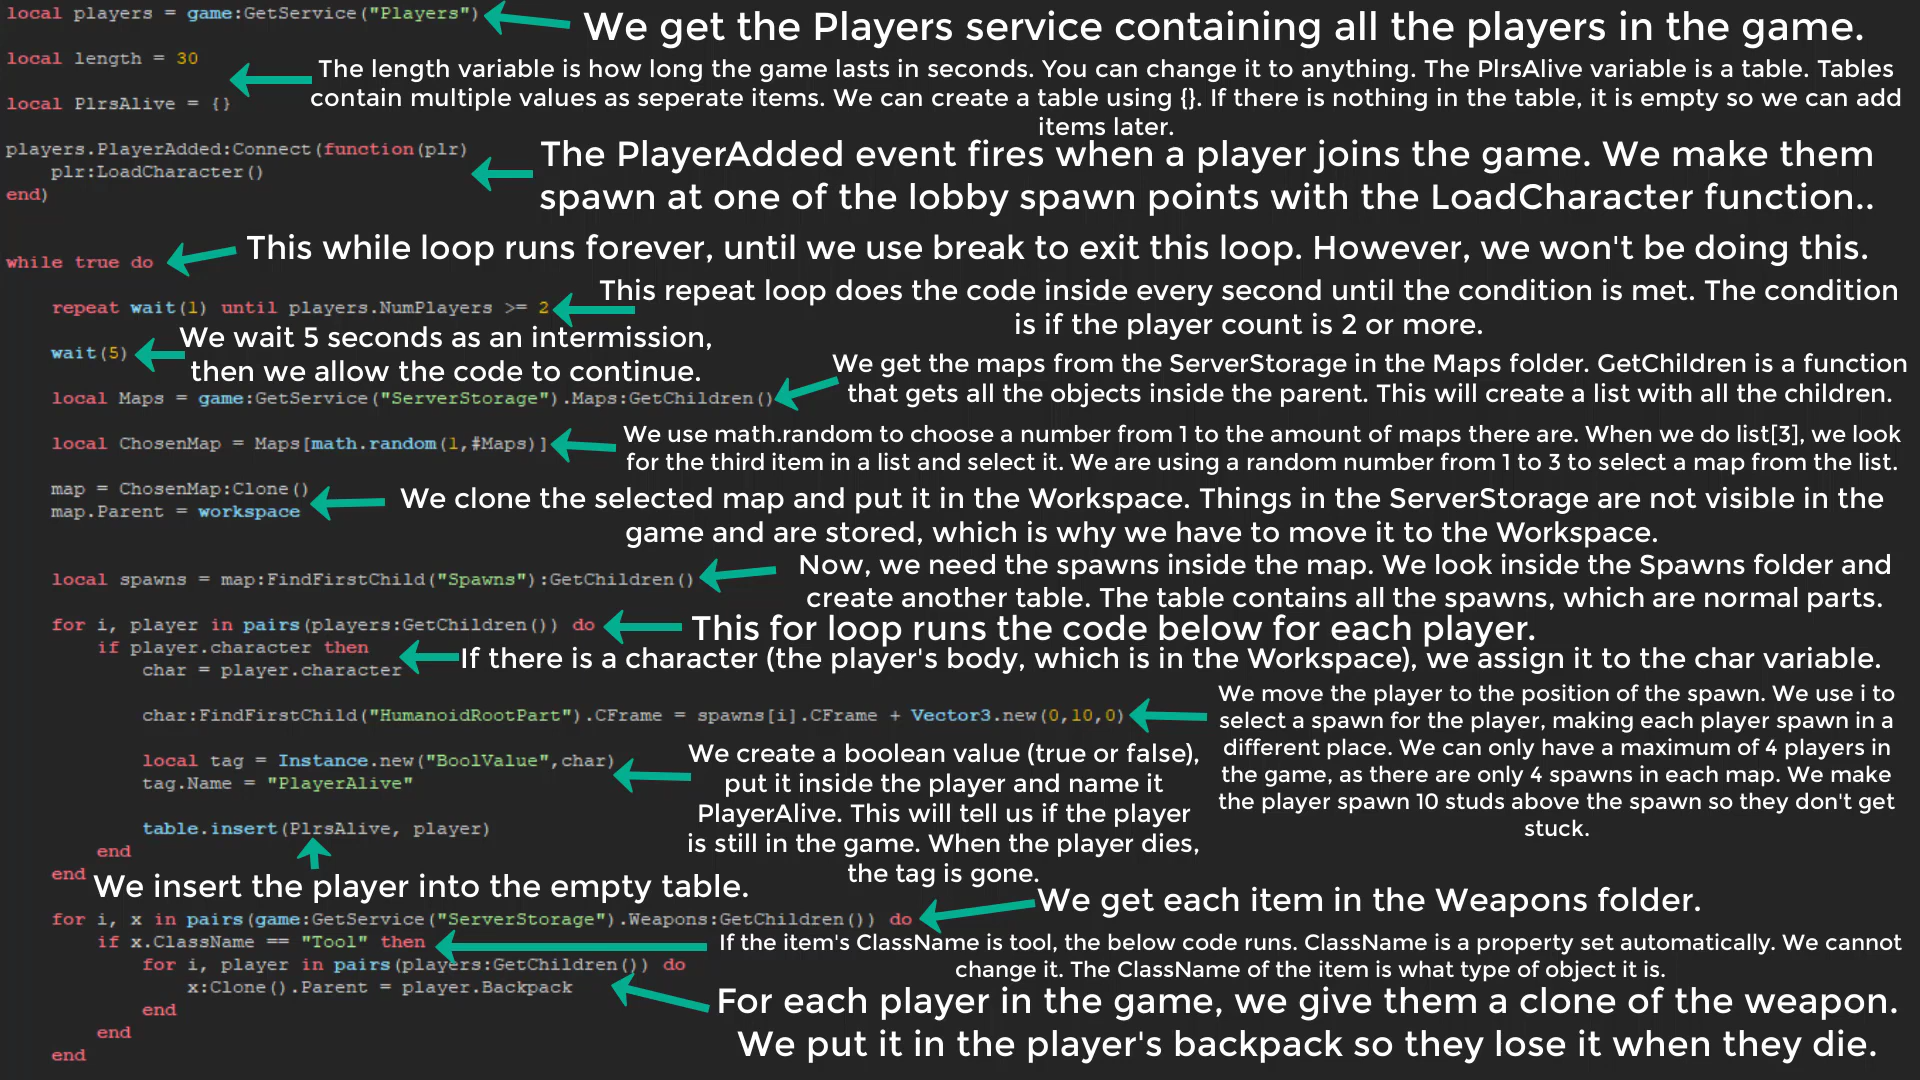 local players = game:GetService("Players")
We get the Players service containing all the players in the game.
local length = 30
The length variable is how long the game lasts in seconds. You can change it to anything. The PlrsAlive variable is a table. Tables
contain multiple values as seperate items. We can create a table using {}. If there is nothing in the table, it is empty so we can add
items later.
local PlrsAlive = {}
players.PlayerAdded:Connect(function(plr)
plr:LoadCharacter()
end)
The PlayerAdded event fires when a player joins the game. We make them
spawn at one of the lobby spawn points with the LoadCharacter function..
while true do
This while loop runs forever, until we use break to exit this loop. However, we won't be doing this.
repeat wait(1) until players.NumPlayers >= 2
This repeat loop does the code inside every second until the condition is met. The condition
is if the player count is 2 or more.
wait(5)
We wait 5 seconds as an intermission,
then we allow the code to continue.
local Maps = game:GetService("ServerStorage").Maps:GetChildren()
We get the maps from the ServerStorage in the Maps folder. GetChildren is a function
that gets all the objects inside the parent. This will create a list with all the children.
local ChosenMap = Maps[math.random(1,#Maps)]
We use math.random to choose a number from 1 to the amount of maps there are. When we do list[3], we look
for the third item in a list and select it. We are using a random number from 1 to 3 to select a map from the list.
map = ChosenMap:Clone()
map.Parent = workspace
We clone the selected map and put it in the Workspace. Things in the ServerStorage are not visible in the
game and are stored, which is why we have to move it to the Workspace.
local spawns = map:FindFirstChild("Spawns"):GetChildren()
Now, we need the spawns inside the map. We look inside the Spawns folder and
create another table. The table contains all the spawns, which are normal parts.
for i, player in pairs(players:GetChildren()) do
This for loop runs the code below for each player.
if player.character then
char = player.character
If there is a character (the player's body, which is in the Workspace), we assign it to the char variable.
char:FindFirstChild("HumanoidRootPart").CFrame = spawns[i].CFrame + Vector3.new(0,10,0)
We move the player to the position of the spawn. We use i to
select a spawn for the player, making each player spawn in a
different place. We can only have a maximum of 4 players in
the game, as there are only 4 spawns in each map. We make
the player spawn 10 studs above the spawn so they don't get
stuck.
local tag = Instance.new("BoolValue",char)
tag.Name = "PlayerAlive"
We create a boolean value (true or false),
put it inside the player and name it
PlayerAlive. This will tell us if the player
is still in the game. When the player dies,
the tag is gone.
table.insert(PlrsAlive, player)
end
end
We insert the player into the empty table.
for i, x in pairs(game:GetService("ServerStorage").Weapons:GetChildren()) do
We get each item in the Weapons folder.
if x.ClassName == "Tool" then
If the item's ClassName is tool, the below code runs. ClassName is a property set automatically. We cannot
change it. The ClassName of the item is what type of object it is.
for i, player in pairs(players:GetChildren()) do
x:Clone().Parent = player.Backpack
For each player in the game, we give them a clone of the weapon.
We put it in the player's backpack so they lose it when they die.
end
end
end